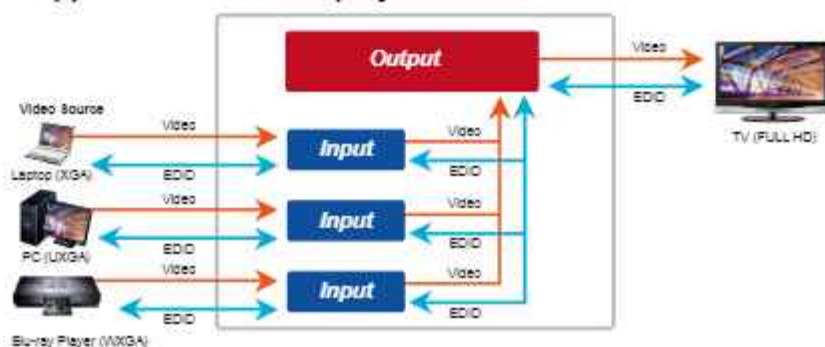 Output
Video
EDID
TV (FULL HD)
Video Source
Video
EDID
Laptop (XGA)
Input
Video
EDID
Video
EDID
PC (UXGA)
Input
Video
EDID
Video
EDID
Blu-ray Player (WXGA)
Input
Video
EDID